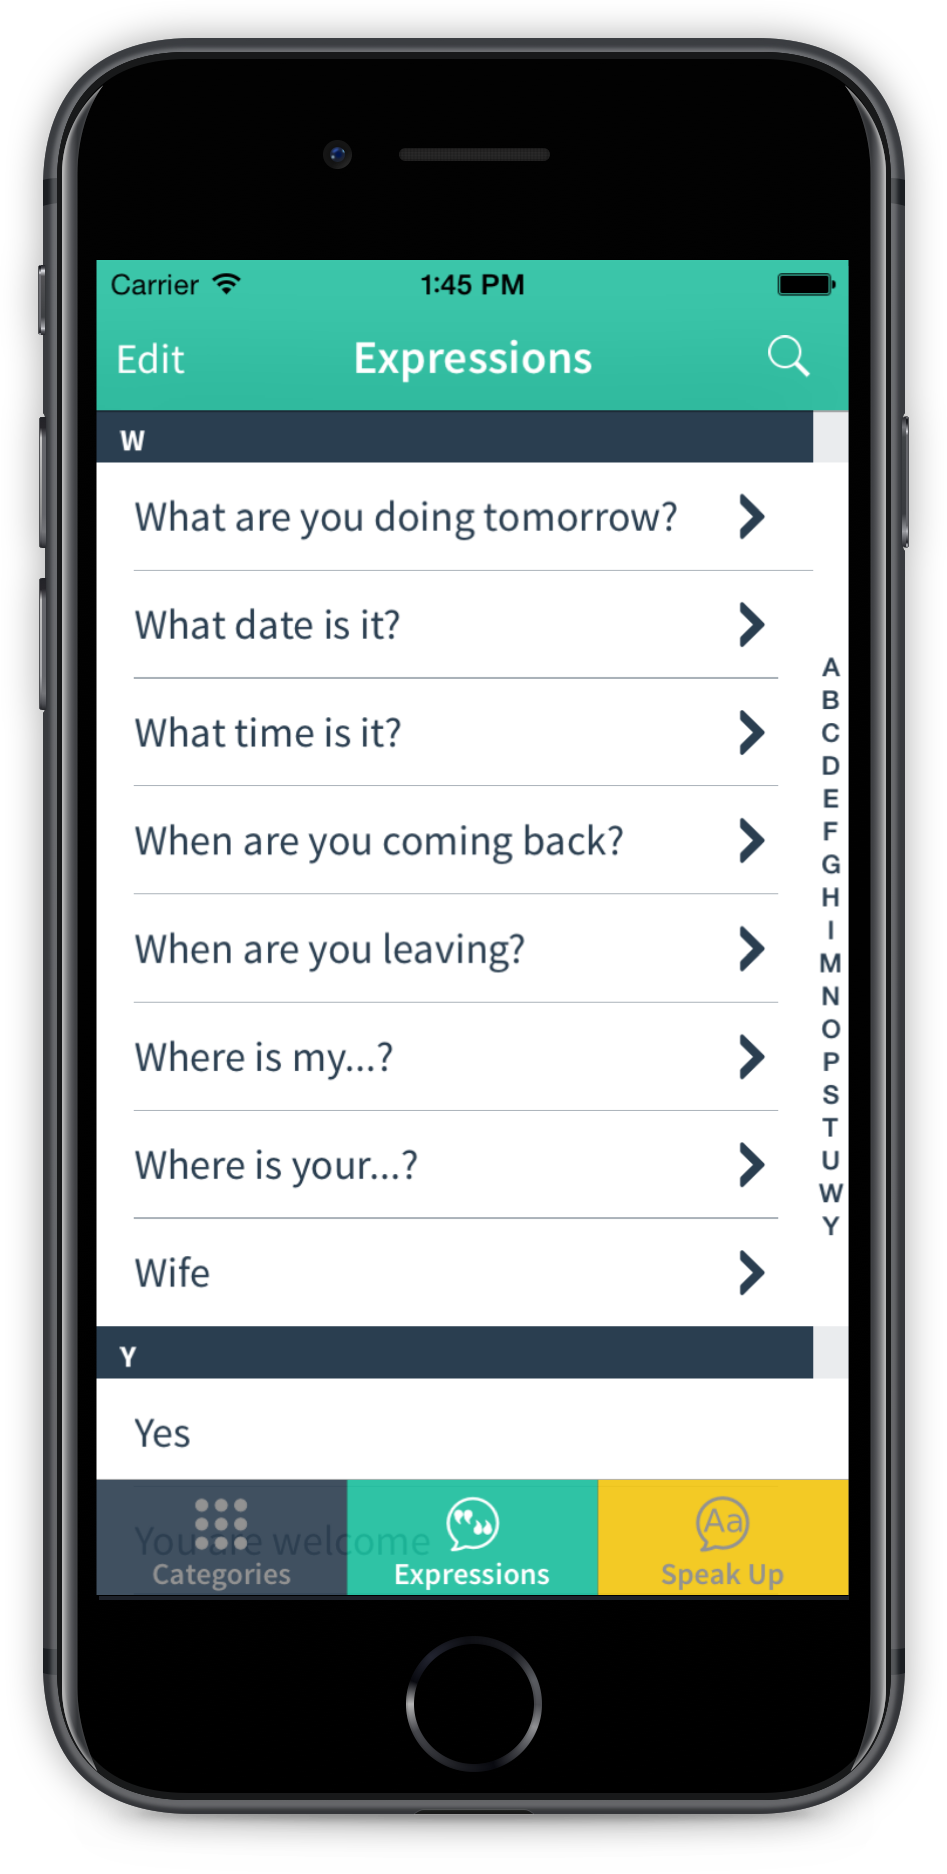 Carrier 1:45 PM
Edit Expressions
W
What are you doing tomorrow?
What date is it?
What time is it?
When are you coming back?
When are you leaving?
Where is my...?
Where is your...?
Wife
Y
Yes
You are welcome
A
B
C
D
E
F
G
H
I
M
N
O
P
S
T
U
W
Y
Categories
Expressions
Aa
Speak Up